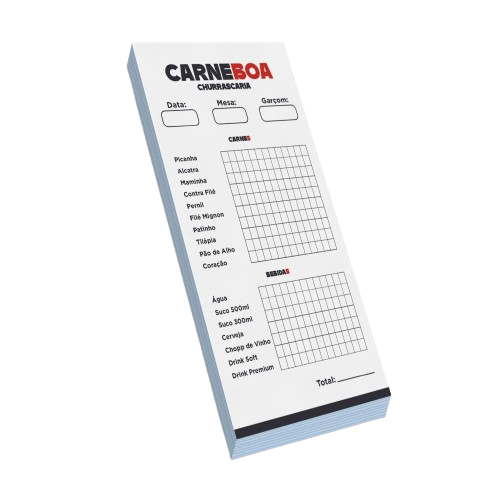 CARNEBOA
CHURRASCARIA
Data: Mesa: Garçom:
CARNES
Picanha
Alcatra
Maminha
Contra Filé
Pernil
Filé Mignon
Patinho
Tilápia
Pão de Alho
Coração
BEBIDAS
Água
Suco 500ml
Suco 300ml
Cerveja
Chopp de Vinho
Drink Soft
Drink Premium
Total: